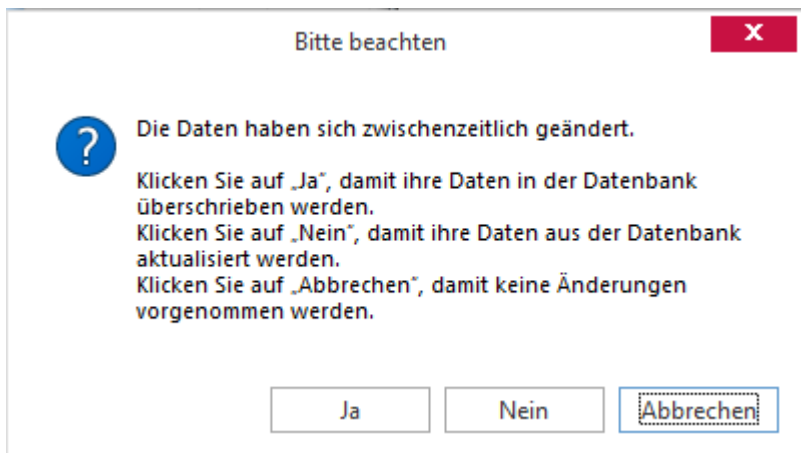 Bitte beachten
x
?
Die Daten haben sich zwischenzeitlich geändert.
Klicken Sie auf „Ja“, damit ihre Daten in der Datenbank
überschrieben werden.
Klicken Sie auf „Nein“, damit ihre Daten aus der Datenbank
aktualisiert werden.
Klicken Sie auf „Abbrechen“, damit keine Änderungen
vorgenommen werden.
Ja Nein Abbrechen